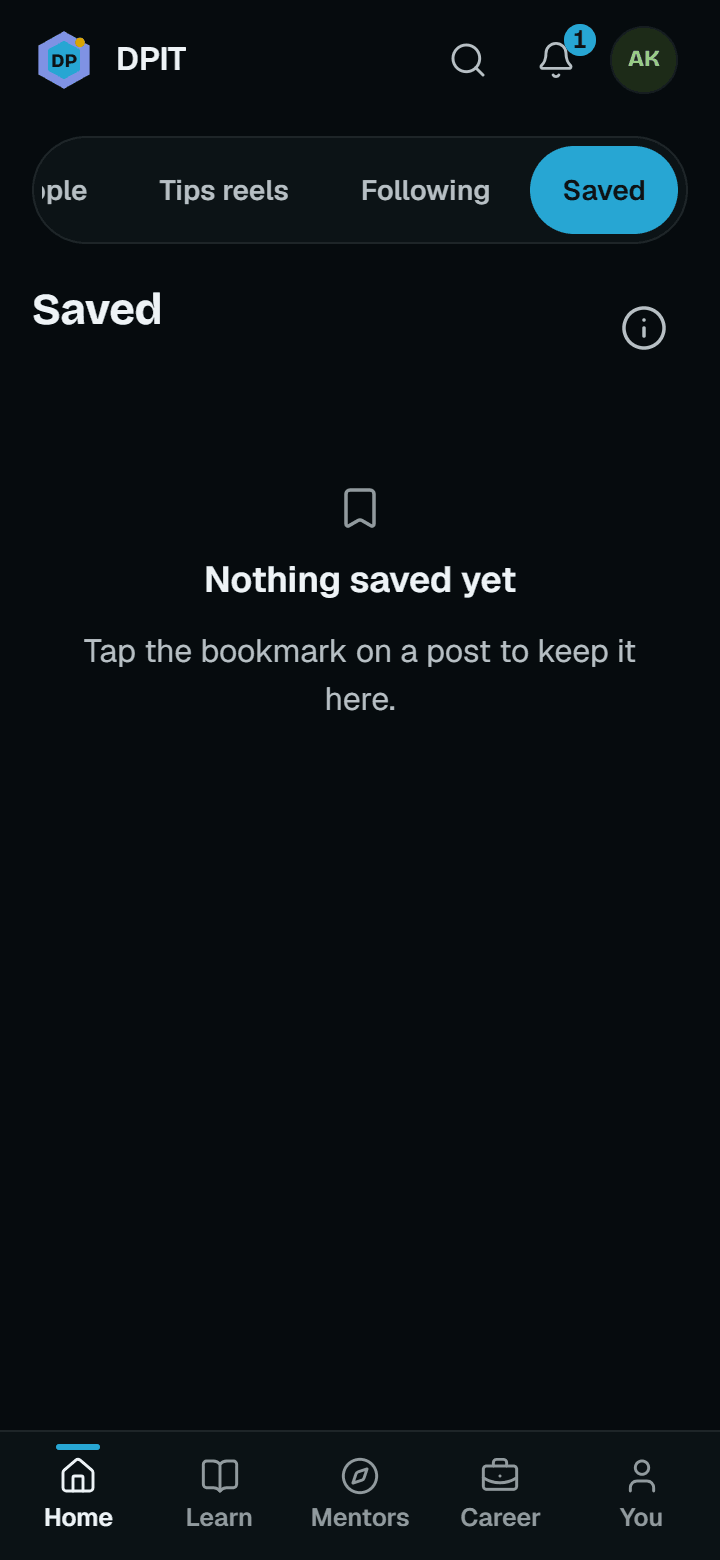 DP DPIT 1 AK
ople Tips reels Following Saved
Saved
Nothing saved yet
Tap the bookmark on a post to keep it
here.
Home Learn Mentors Career You